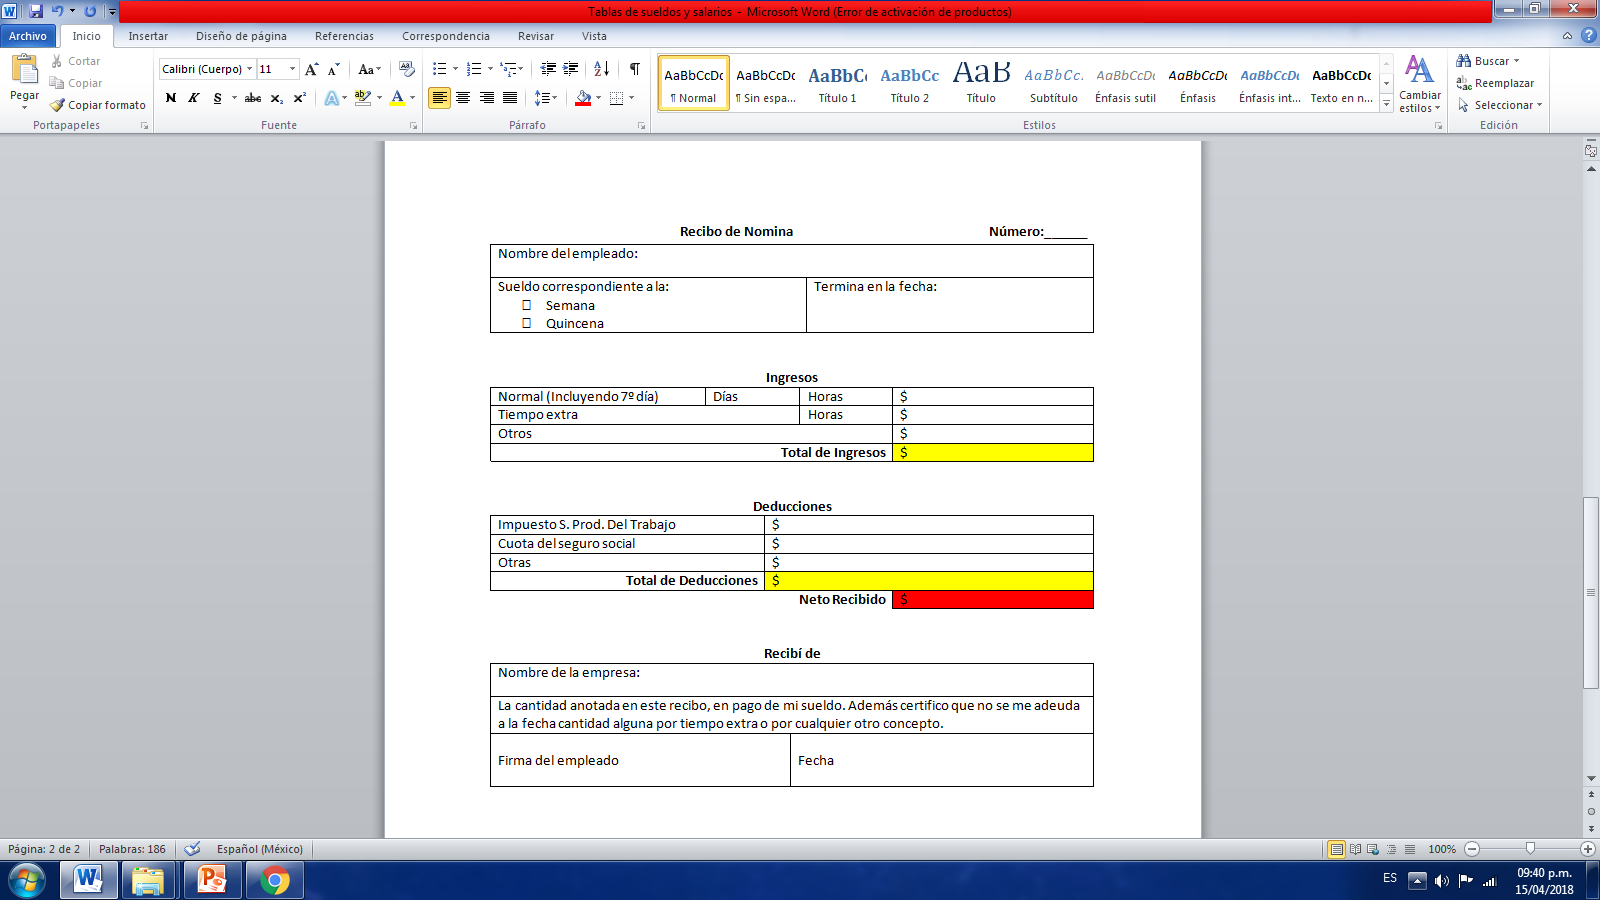 Tablas de sueldos y salarios - Microsoft Word (Error de activación de productos)
Archivo Inicio Insertar Diseño de página Referencias Correspondencia Revisar Vista
Pegar
Cortar
Copiar
Copiar formato
Portapapeles
Calibri (Cuerpo) 11
N K S abc x₂ x²
Fuente
Párrafo
AaBbCcDc AaBbCcDc AaBbC AaBbCc AaB AaBbCc. AaBbCcDc AaBbCcDc AaBbCcDc AaBbCcDc
¶ Normal ¶ Sin espa... Título 1 Título 2 Título Subtítulo Énfasis sutil Énfasis Énfasis int... Texto en n...
Cambiar estilos
Estilos
Buscar
Reemplazar
Seleccionar
Edición
Recibo de Nomina Número:______
Nombre del empleado:
Sueldo correspondiente a la: Termina en la fecha:
Semana
Quincena
Ingresos
Normal (Incluyendo 7º día) Días Horas $
Tiempo extra Horas $
Otros $
Total de Ingresos $
Deducciones
Impuesto S. Prod. Del Trabajo $
Cuota del seguro social $
Otras $
Total de Deducciones $
Neto Recibido $
Recibí de
Nombre de la empresa:
La cantidad anotada en este recibo, en pago de mi sueldo. Además certifico que no se me adeuda
a la fecha cantidad alguna por tiempo extra o por cualquier otro concepto.
Firma del empleado Fecha
Página: 2 de 2 Palabras: 186 Español (México) 100%
ES 09:40 p.m.
15/04/2018